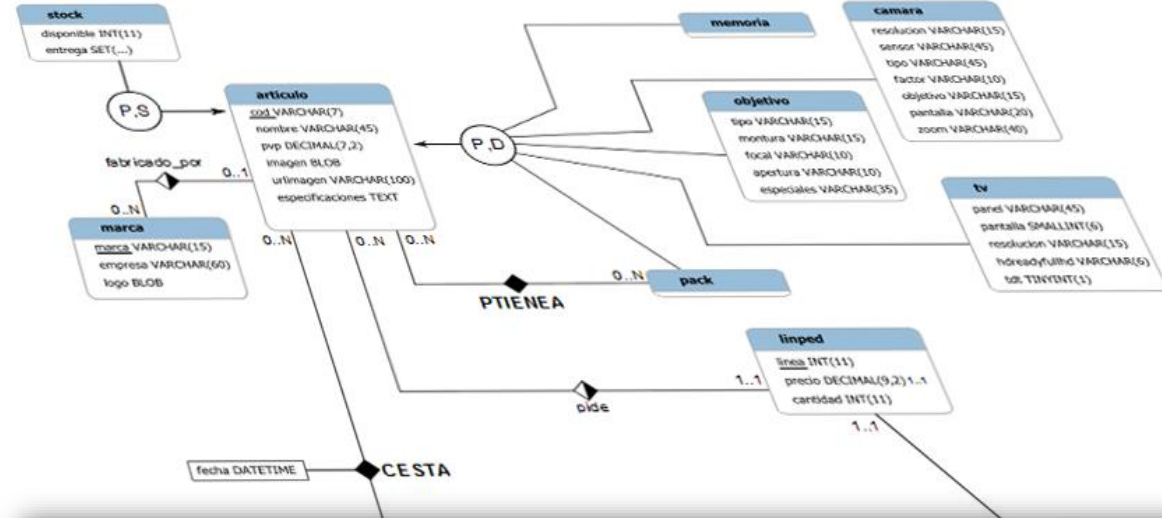 stock
disponible INT(11)
entrega SET(...)
P,S
articulo
cod VARCHAR(7)
nombre VARCHAR(45)
pvp DECIMAL(7,2)
imagen BLOB
urlimagen VARCHAR(100)
especificaciones TEXT
fabricado_por
0..1
0..N
marca
marca VARCHAR(15)
empresa VARCHAR(60)
logo BLOB
P,D
memoria
camara
resolucion VARCHAR(15)
sensor VARCHAR(45)
tipo VARCHAR(45)
factor VARCHAR(10)
objetivo VARCHAR(15)
pantalla VARCHAR(20)
zoom VARCHAR(40)
objetivo
tipo VARCHAR(15)
montura VARCHAR(15)
focal VARCHAR(10)
apertura VARCHAR(10)
especiales VARCHAR(35)
tv
panel VARCHAR(45)
pantalla SMALLINT(6)
resolucion VARCHAR(15)
hdreadyfullhd VARCHAR(6)
tdt TINYINT(1)
0..N
0..N
0..N
0..N
PTIENEA
pack
linped
linea INT(11)
precio DECIMAL(9,2) 1..1
cantidad INT(11)
1..1
pide
1..1
fecha DATETIME
CESTA